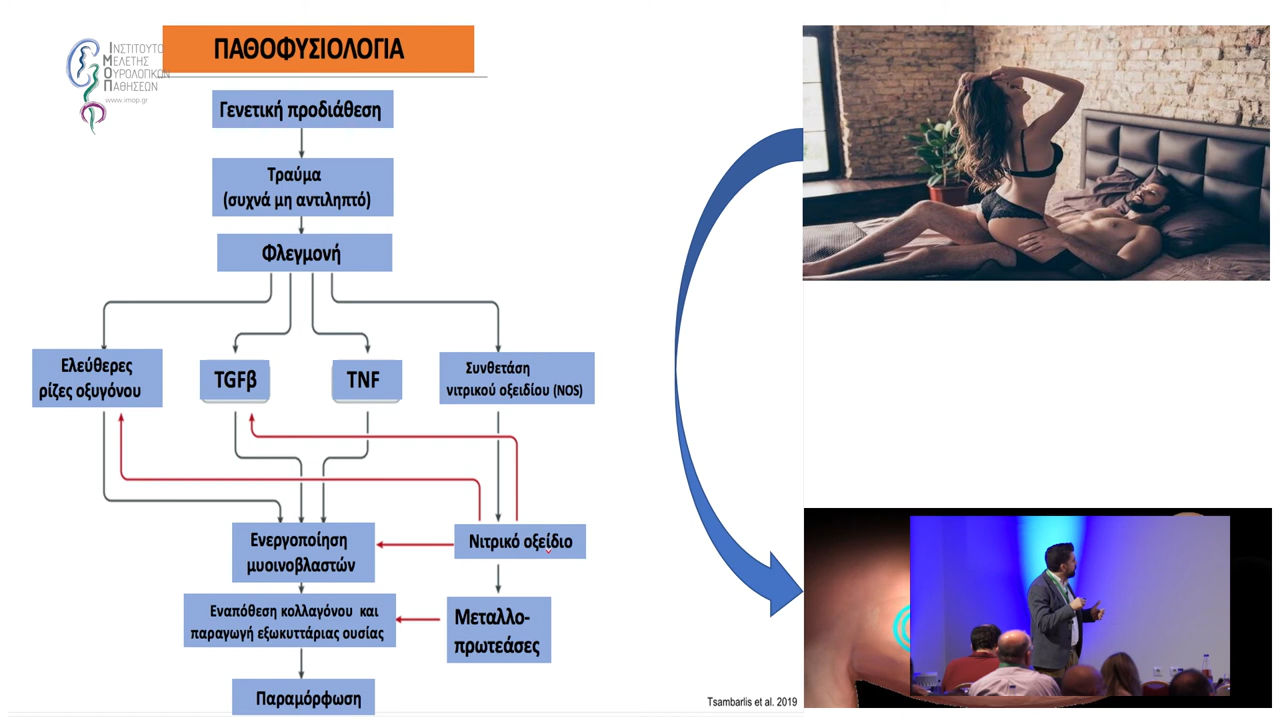 ΙΝΣΤΙΤΟΥΤΟ
ΜΕΛΕΤΗΣ
ΟΥΡΟΛΟΓΙΚΩΝ
ΠΑΘΗΣΕΩΝ
www.imop.gr
ΠΑΘΟΦΥΣΙΟΛΟΓΙΑ
Γενετική προδιάθεση
Τραύμα
(συχνά μη αντιληπτό)
Φλεγμονή
Ελεύθερες
ρίζες οξυγόνου
TGFβ
TNF
Συνθετάση
νιτρικού οξειδίου (NOS)
Ενεργοποίηση
μυοινοβλαστών
Νιτρικό οξείδιο
Εναπόθεση κολλαγόνου και
παραγωγή εξωκυττάριας ουσίας
Μεταλλο-
πρωτεάσες
Παραμόρφωση
Tsambarlis et al. 2019